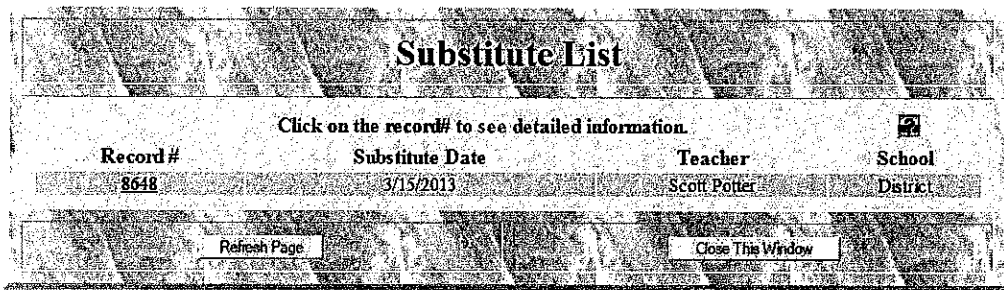 Substitute List
Click on the record# to see detailed information.
Record # Substitute Date Teacher School
8648 3/15/2013 Scott Potter District
Refresh Page Close This Window